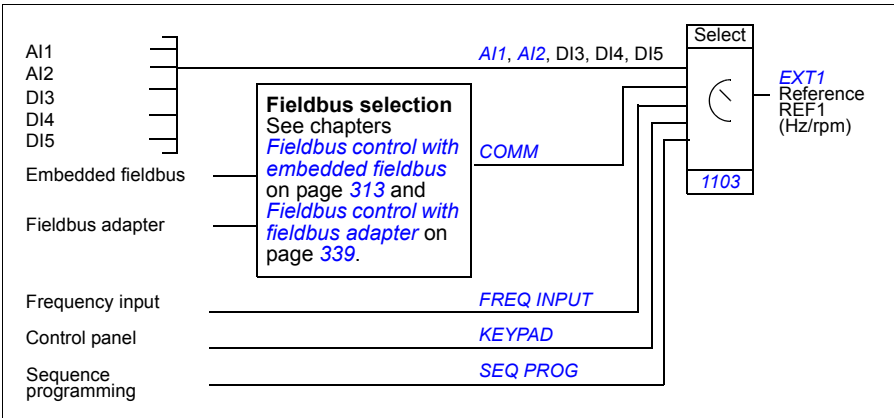 AI1
AI2
DI3
DI4
DI5
Embedded fieldbus
Fieldbus adapter
Frequency input
Control panel
Sequence
programming
Fieldbus selection
See chapters
Fieldbus control with
embedded fieldbus
on page 313 and
Fieldbus control with
fieldbus adapter on
page 339.
AI1, AI2, DI3, DI4, DI5
COMM
FREQ INPUT
KEYPAD
SEQ PROG
Select
1103
EXT1
Reference
REF1
(Hz/rpm)